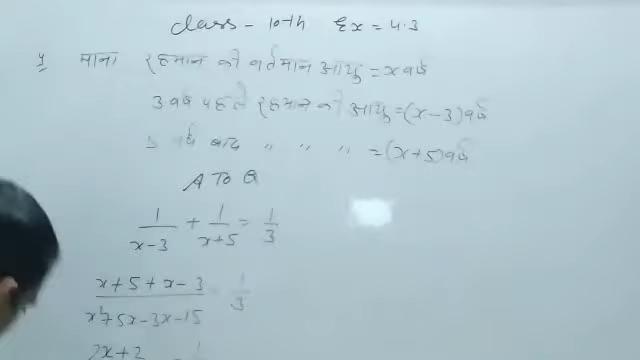 class - 10th Ex = 4.3
4 माना रहमान की वर्तमान आयु = x वर्ष
3 वर्ष पहले रहमान की आयु = (x-3) वर्ष
5 वर्ष बाद " " " = (x+5) वर्ष
A To Q
1/(x-3) + 1/(x+5) = 1/3
(x+5+x-3)/(x²+5x-3x-15) = 1/3
2x+2